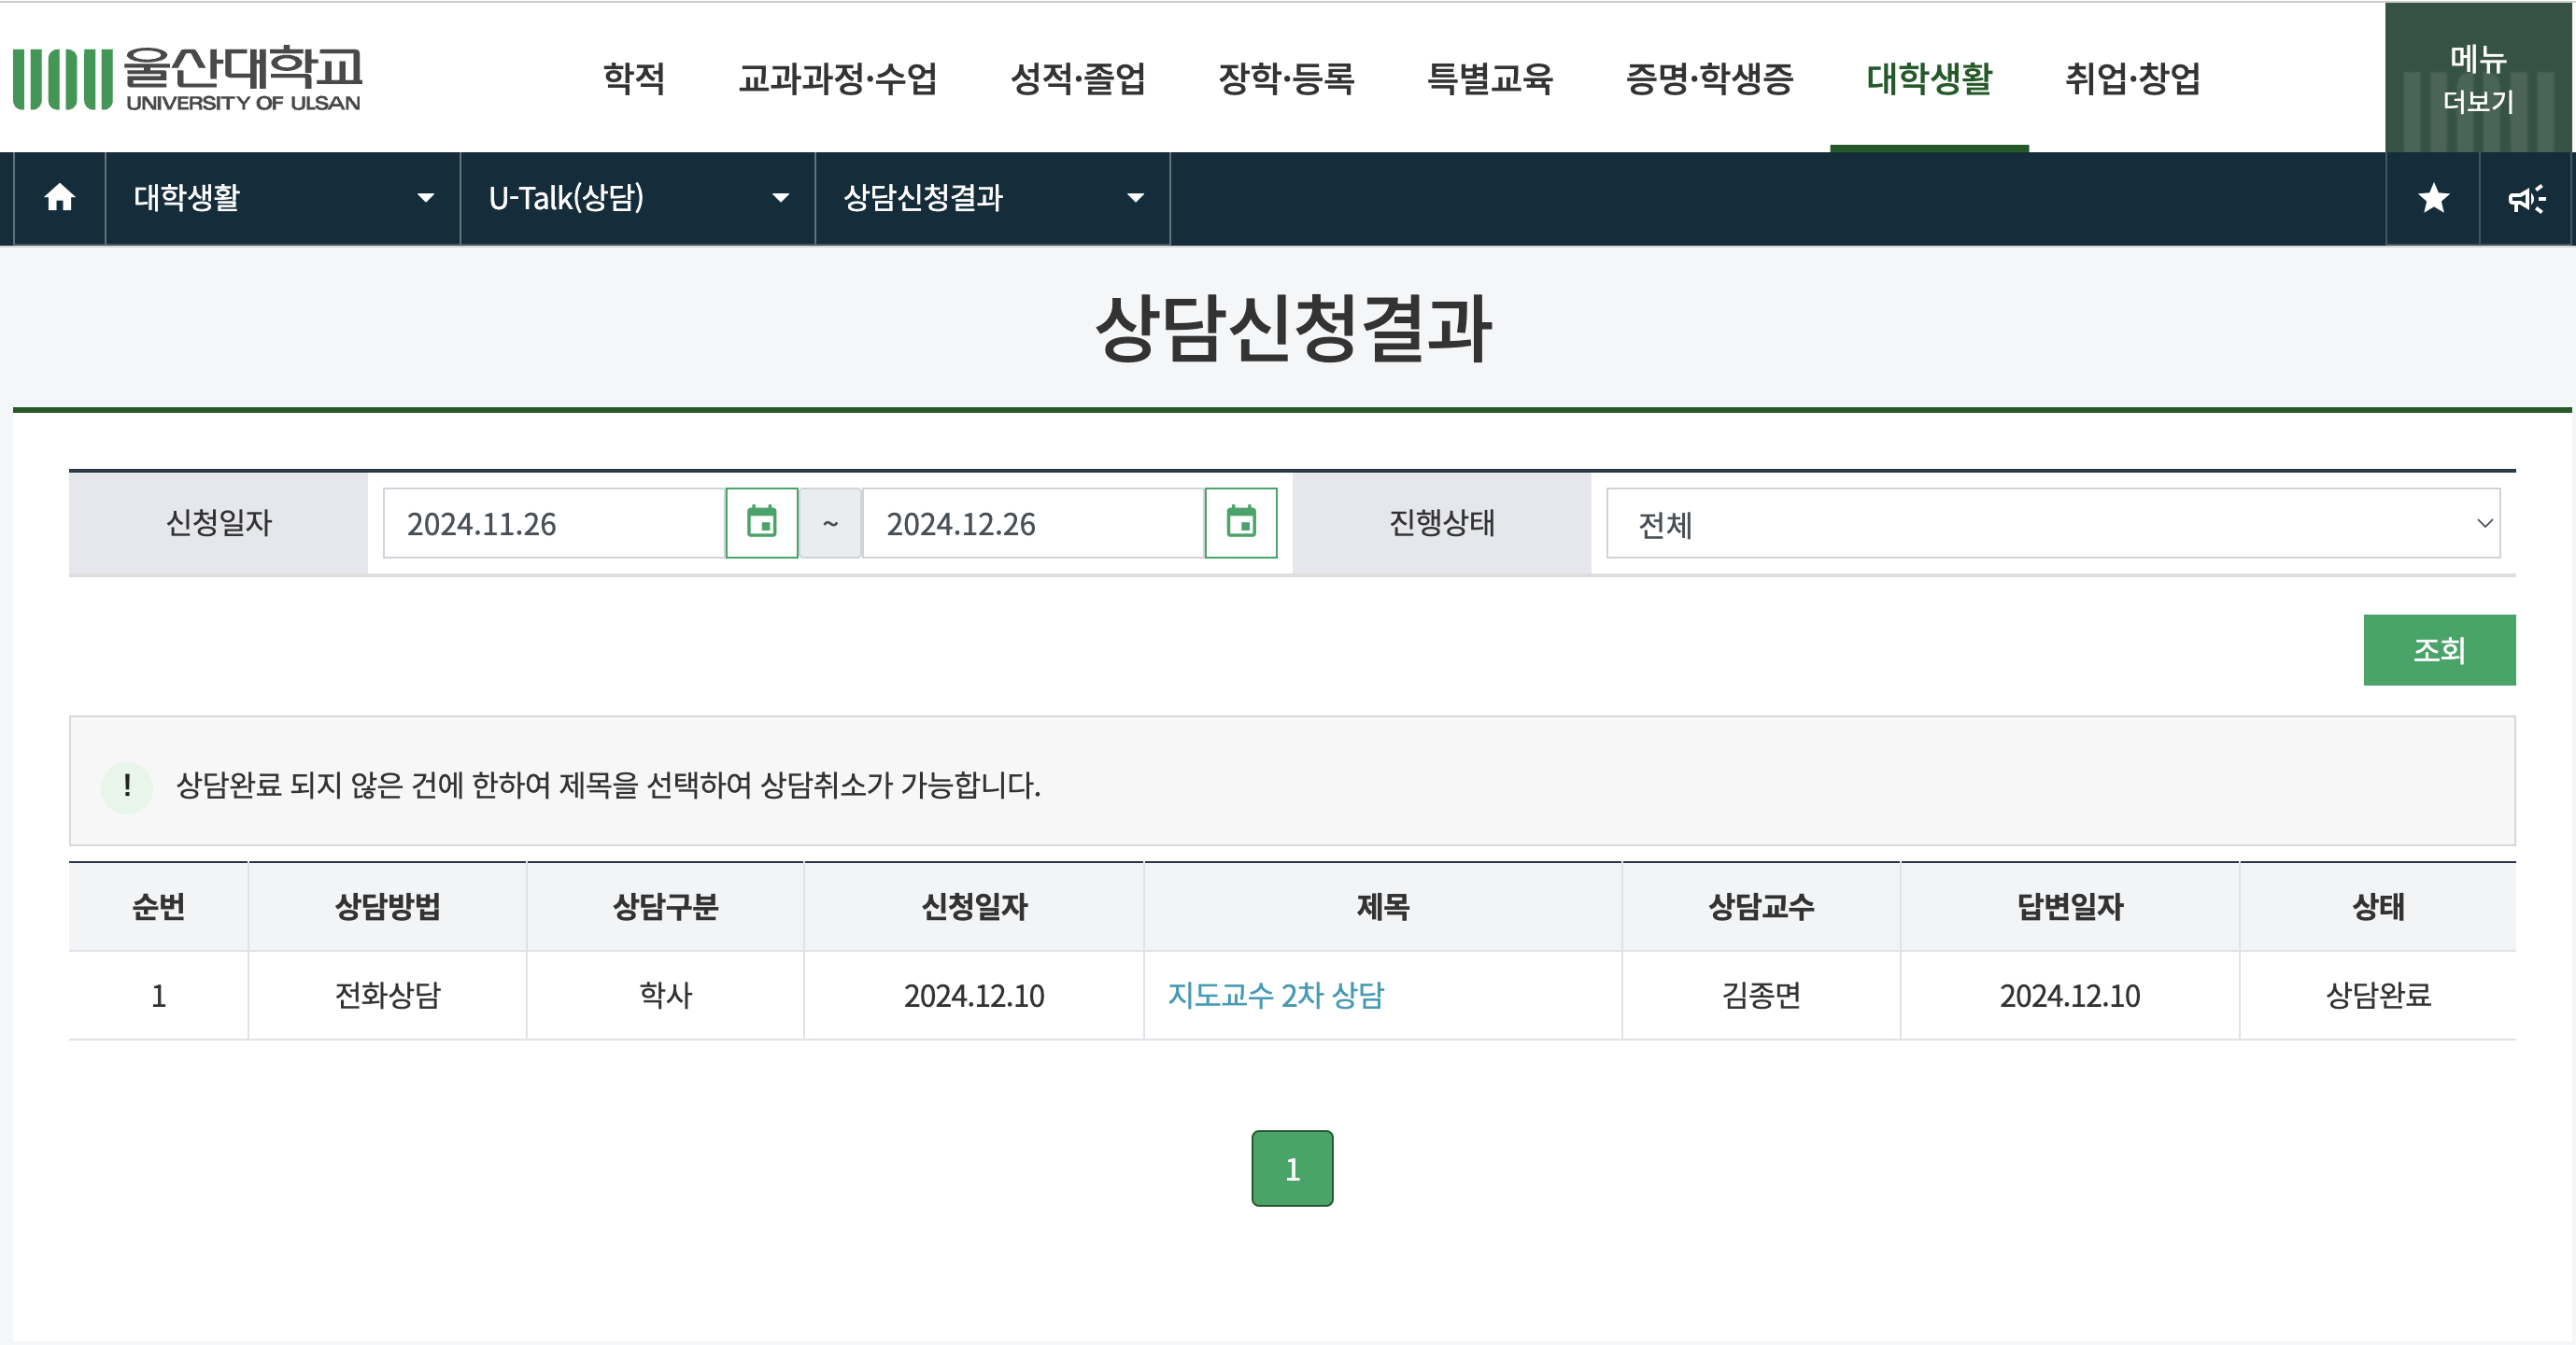 울산대학교
UNIVERSITY OF ULSAN
학적 교과과정·수업 성적·졸업 장학·등록 특별교육 증명·학생증 대학생활 취업·창업
메뉴
더보기
대학생활 U-Talk(상담) 상담신청결과
상담신청결과
신청일자 2024.11.26 ~ 2024.12.26 진행상태 전체
조회
! 상담완료 되지 않은 건에 한하여 제목을 선택하여 상담취소가 가능합니다.
순번 상담방법 상담구분 신청일자 제목 상담교수 답변일자 상태
1 전화상담 학사 2024.12.10 지도교수 2차 상담 김종면 2024.12.10 상담완료
1